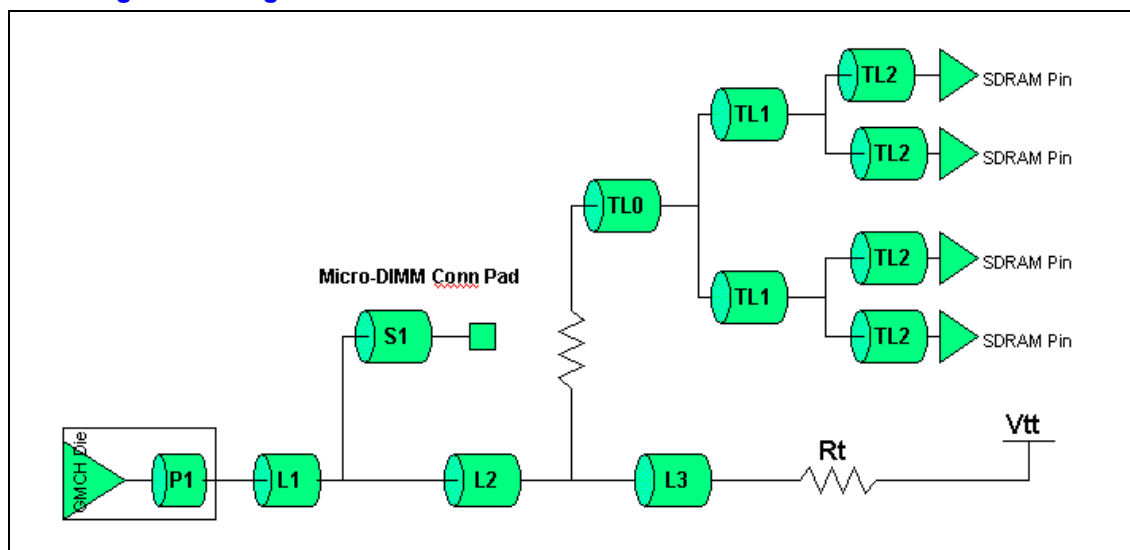 TL2
SDRAM Pin
TL1
TL2
SDRAM Pin
TL0
TL2
SDRAM Pin
Micro-DIMM Conn Pad
TL1
S1
TL2
SDRAM Pin
Vtt
GMCH Die
Rt
P1
L1
L2
L3